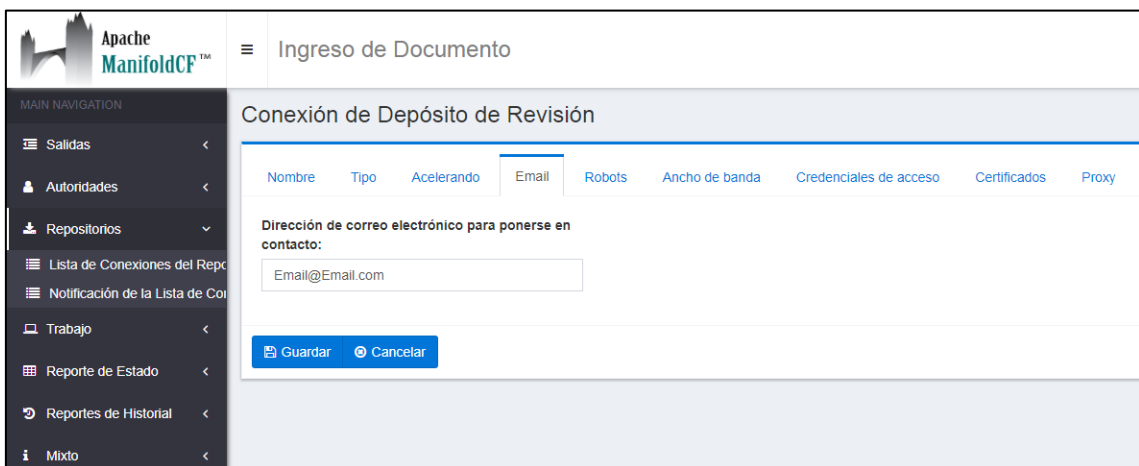 Apache
ManifoldCF™
Ingreso de Documento
MAIN NAVIGATION
Salidas
Autoridades
Repositorios
Lista de Conexiones del Repo
Notificación de la Lista de Con
Trabajo
Reporte de Estado
Reportes de Historial
Mixto
Conexión de Depósito de Revisión
Nombre Tipo Acelerando Email Robots Ancho de banda Credenciales de acceso Certificados Proxy
Dirección de correo electrónico para ponerse en
contacto:
Email@Email.com
Guardar Cancelar